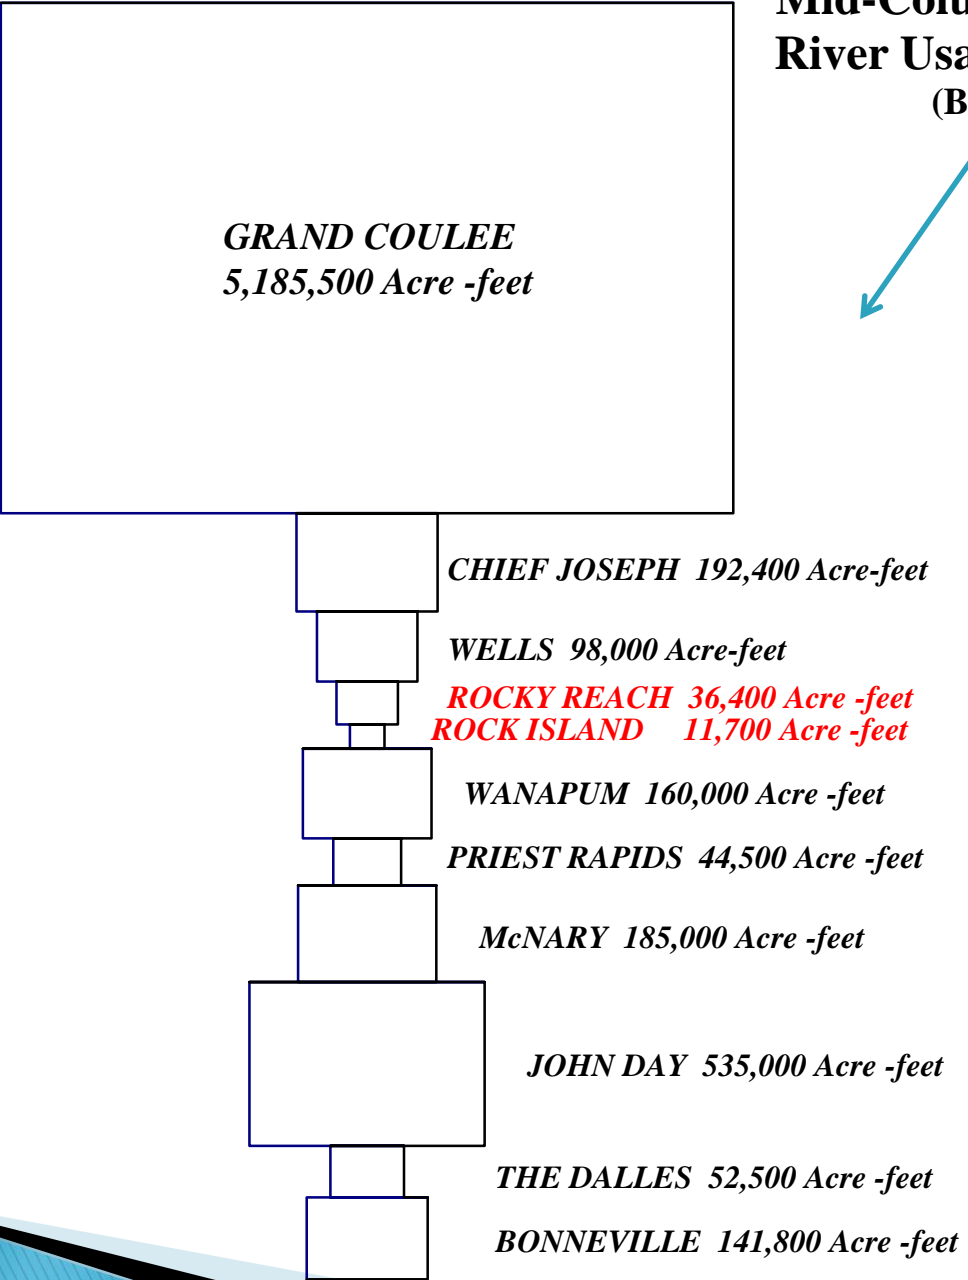 River
GRAND COULEE
5,185,500 Acre -feet
CHIEF JOSEPH 192,400 Acre-feet
WELLS 98,000 Acre-feet
ROCKY REACH 36,400 Acre -feet
ROCK ISLAND 11,700 Acre -feet
WANAPUM 160,000 Acre -feet
PRIEST RAPIDS 44,500 Acre -feet
McNARY 185,000 Acre -feet
JOHN DAY 535,000 Acre -feet
THE DALLES 52,500 Acre -feet
BONNEVILLE 141,800 Acre -feet